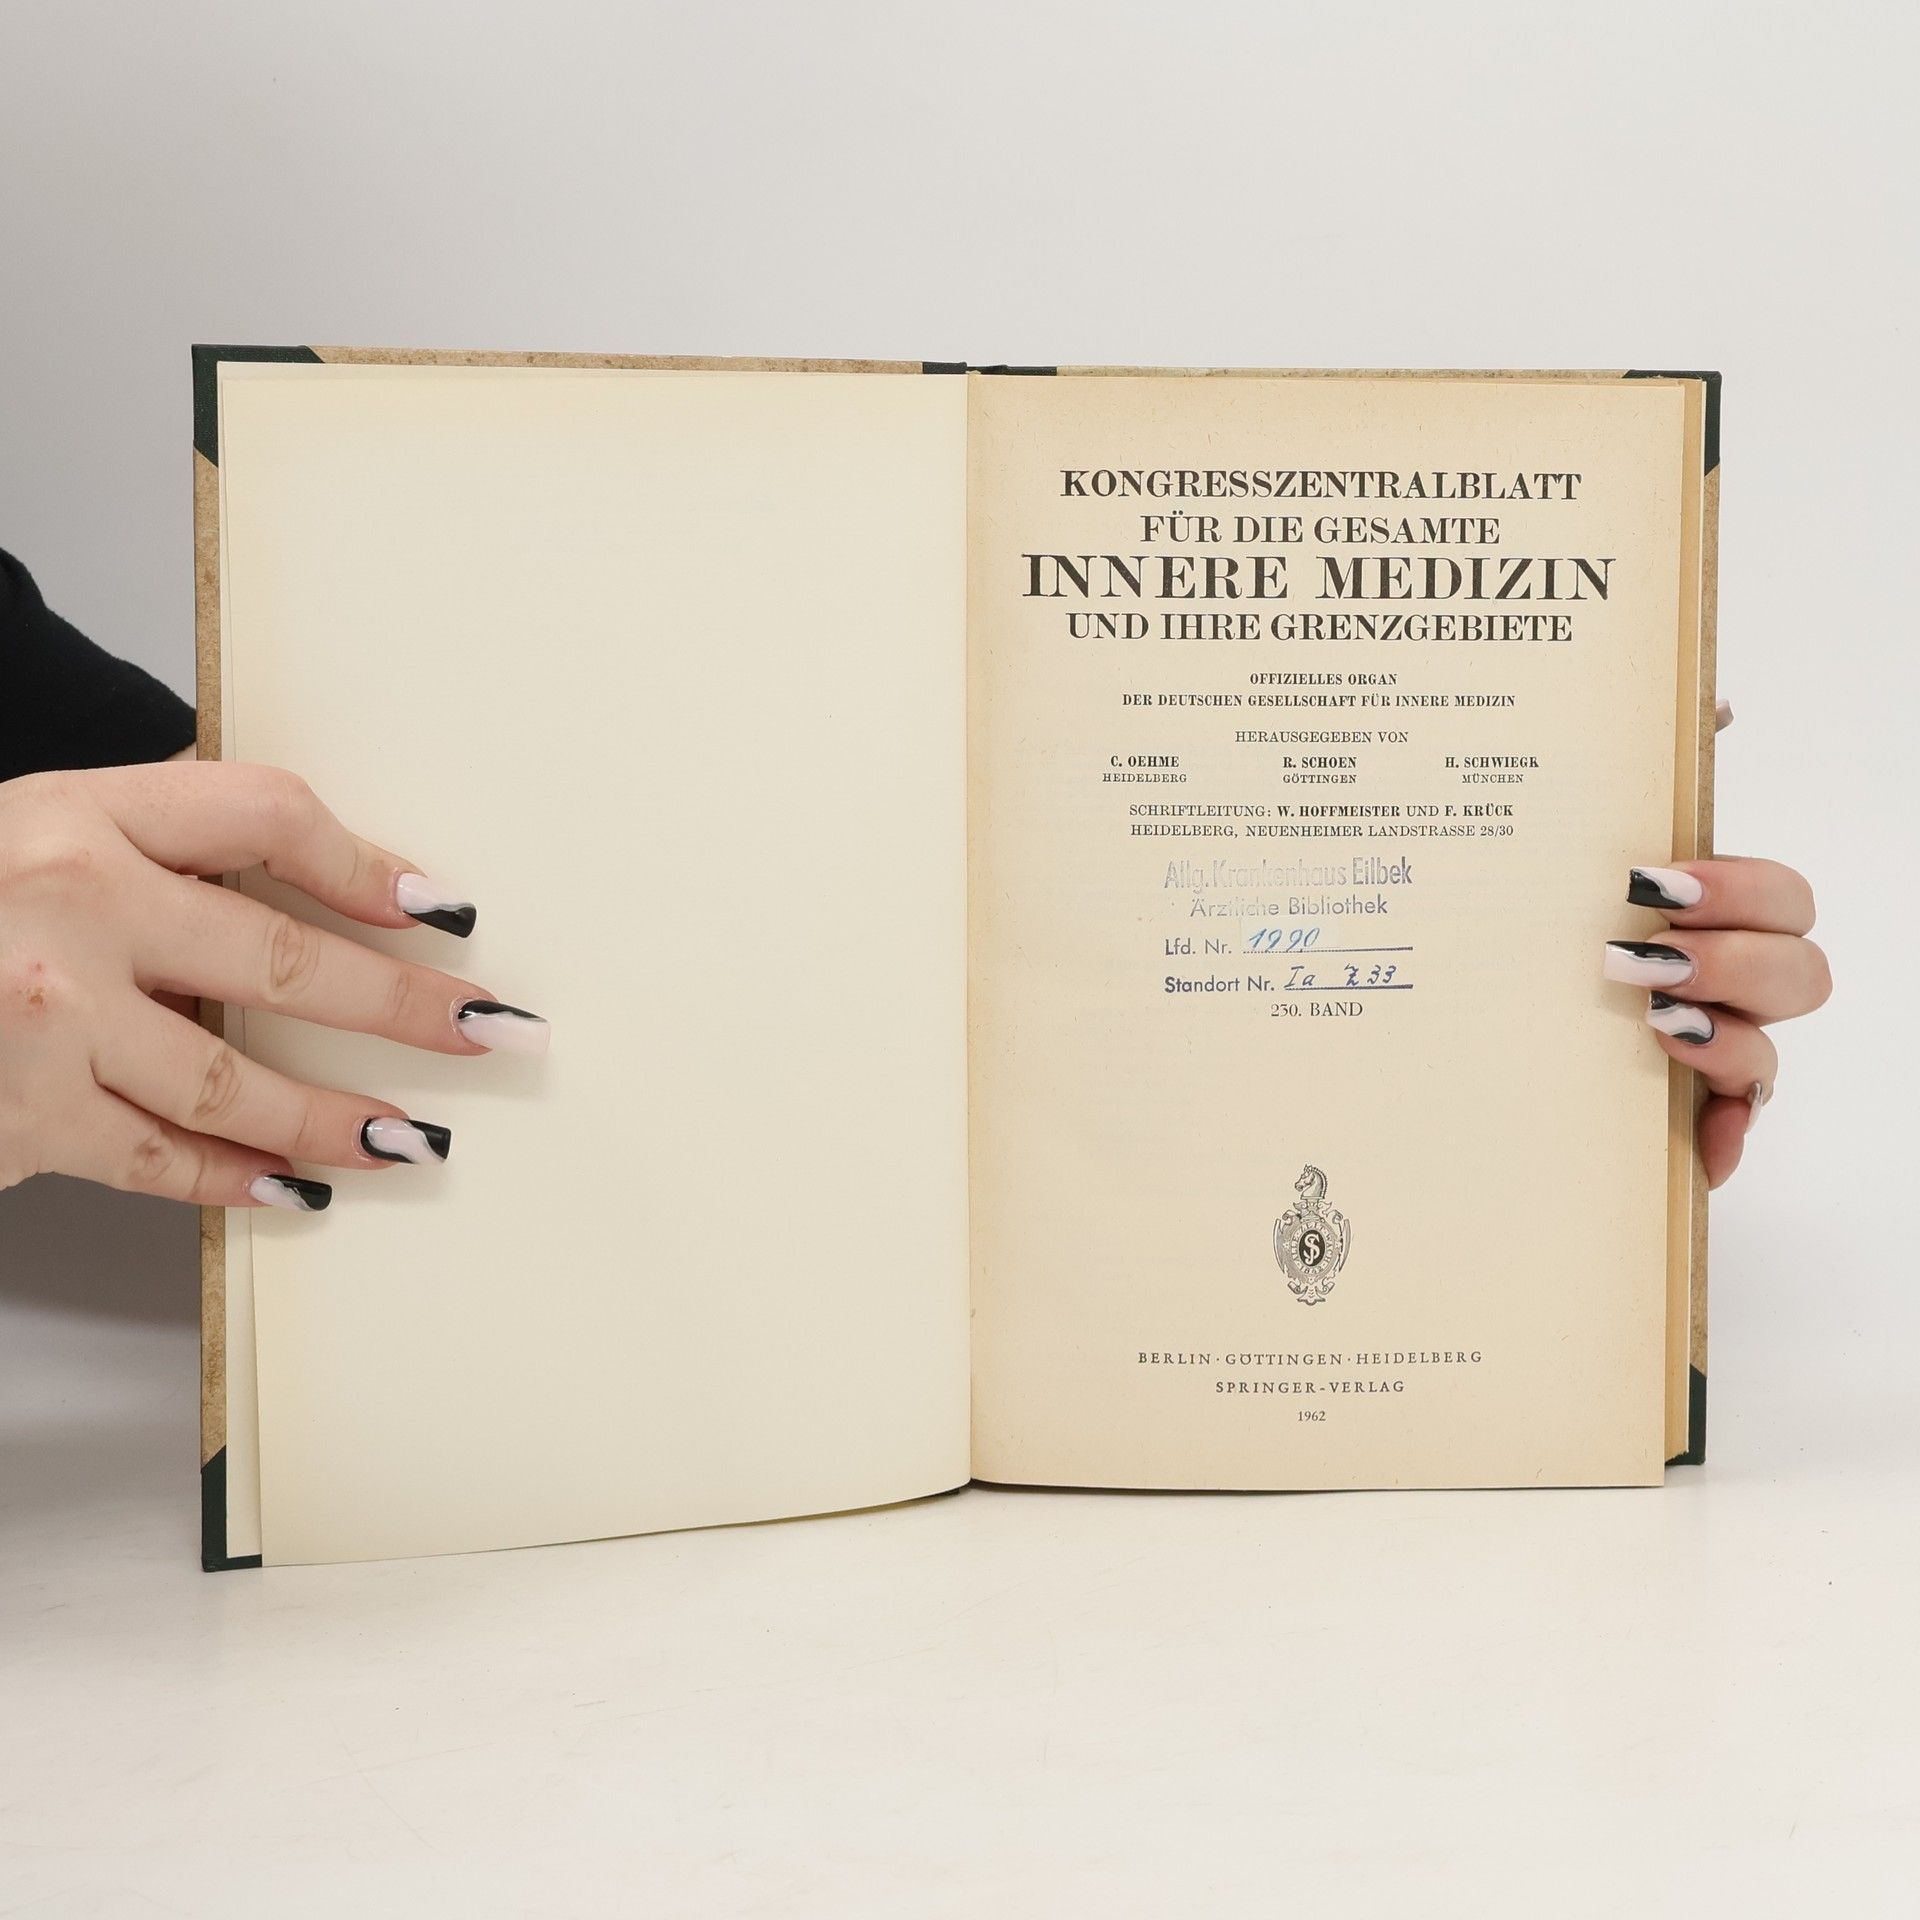 KONGRESSZENTRALBLATT
FÜR DIE GESAMTE
INNERE MEDIZIN
UND IHRE GRENZGEBIETE
OFFIZIELLES ORGAN
DER DEUTSCHEN GESELLSCHAFT FÜR INNERE MEDIZIN
HERAUSGEGEBEN VON
C. OEHME R. SCHOEN H. SCHWIEGK
HEIDELBERG GÖTTINGEN MÜNCHEN
SCHRIFTLEITUNG: W. HOFFMEISTER UND F. KRÜCK
HEIDELBERG, NEUENHEIMER LANDSTRASSE 28/30
Allg. Krankenhaus Eilbek
Ärztliche Bibliothek
Lfd. Nr. 1990
Standort Nr. Ia Z 33
230. BAND
S
BERLIN · GÖTTINGEN · HEIDELBERG
SPRINGER-VERLAG
1962